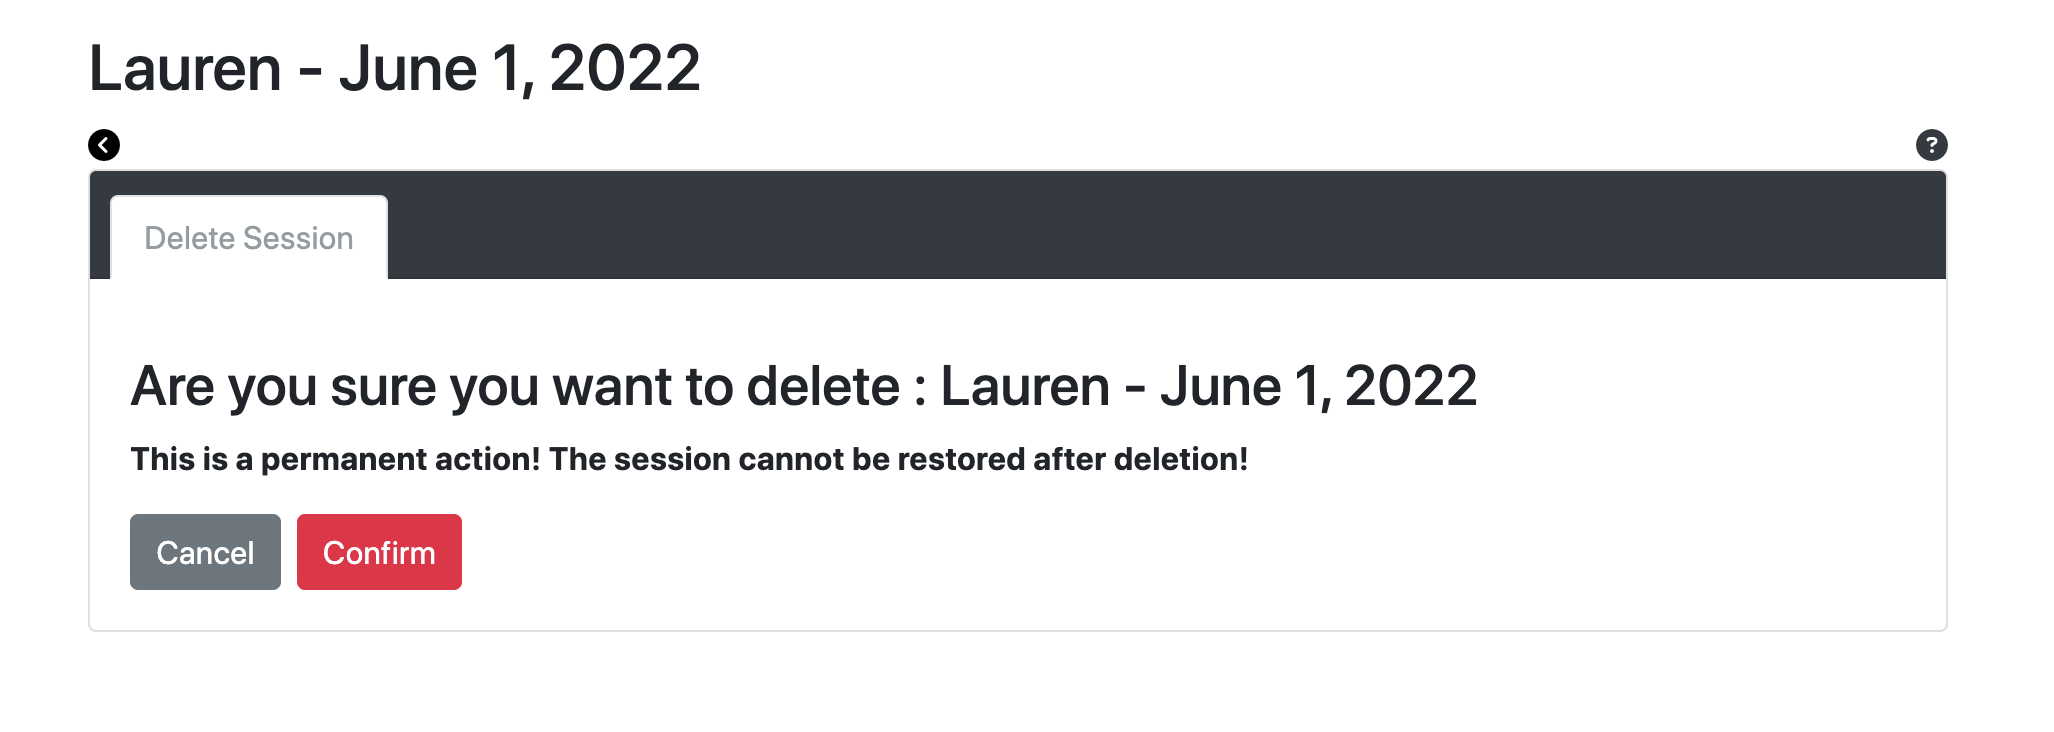 Lauren - June 1, 2022
?
Delete Session
Are you sure you want to delete : Lauren - June 1, 2022
This is a permanent action! The session cannot be restored after deletion!
Cancel Confirm